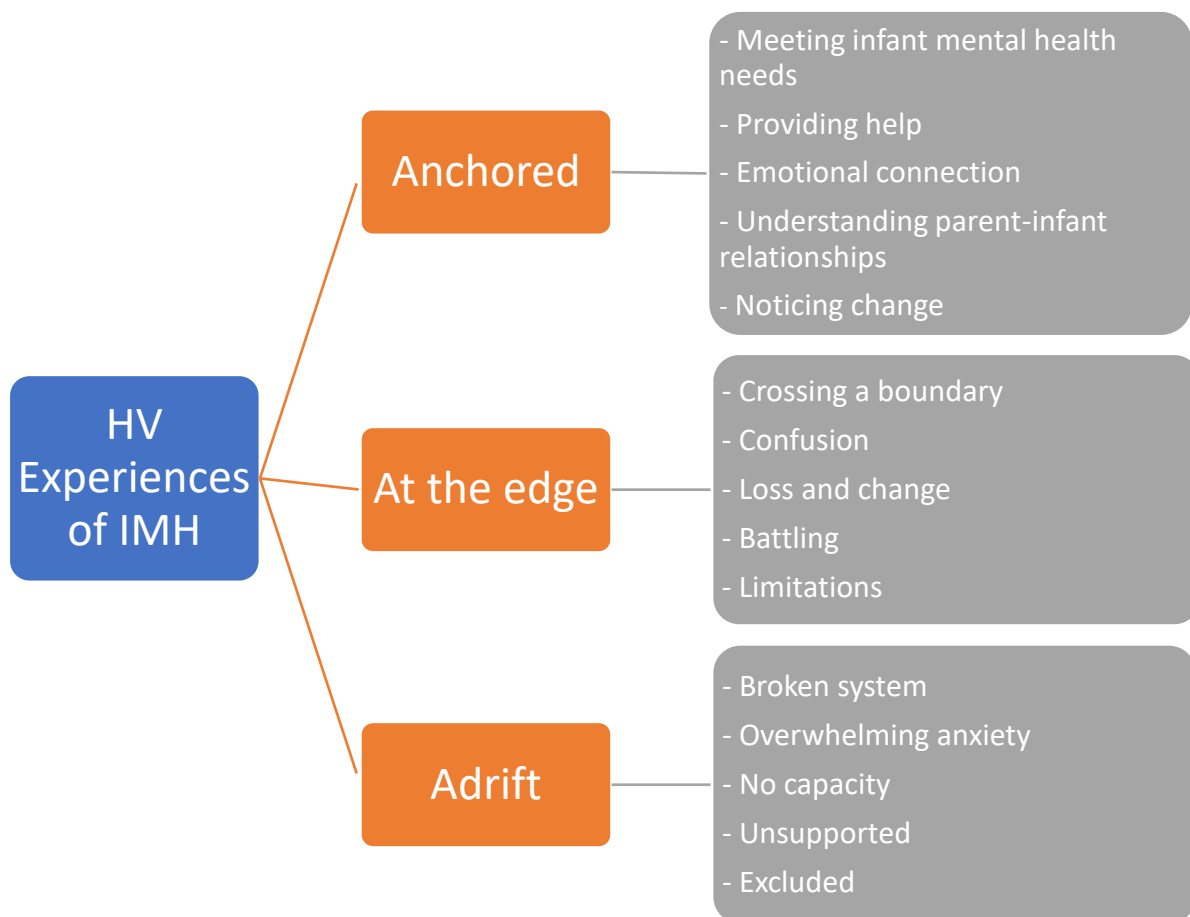 HV
Experiences
of IMH
Anchored
- Meeting infant mental health
needs
- Providing help
- Emotional connection
- Understanding parent-infant
relationships
- Noticing change
At the edge
- Crossing a boundary
- Confusion
- Loss and change
- Battling
- Limitations
Adrift
- Broken system
- Overwhelming anxiety
- No capacity
- Unsupported
- Excluded